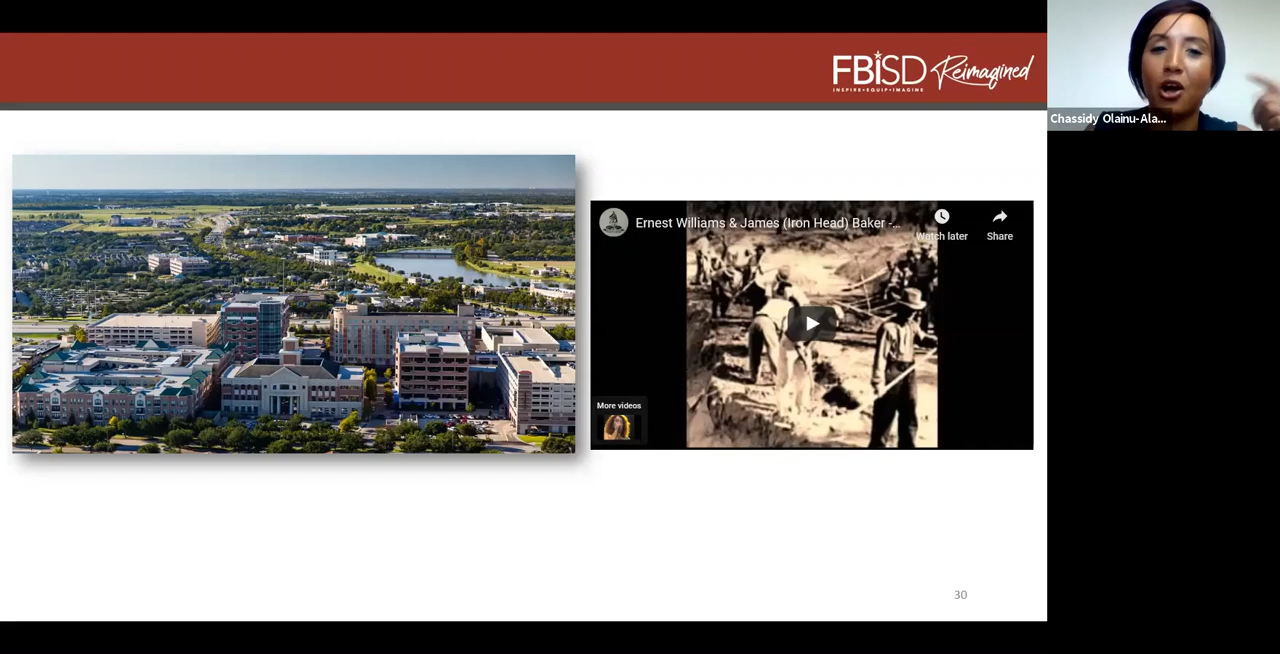 FBISD Reimagined
INSPIRE•EQUIP•IMAGINE
Chassidy Olainu-Ala...
Ernest Williams & James (Iron Head) Baker -...
Watch later
Share
More videos
30